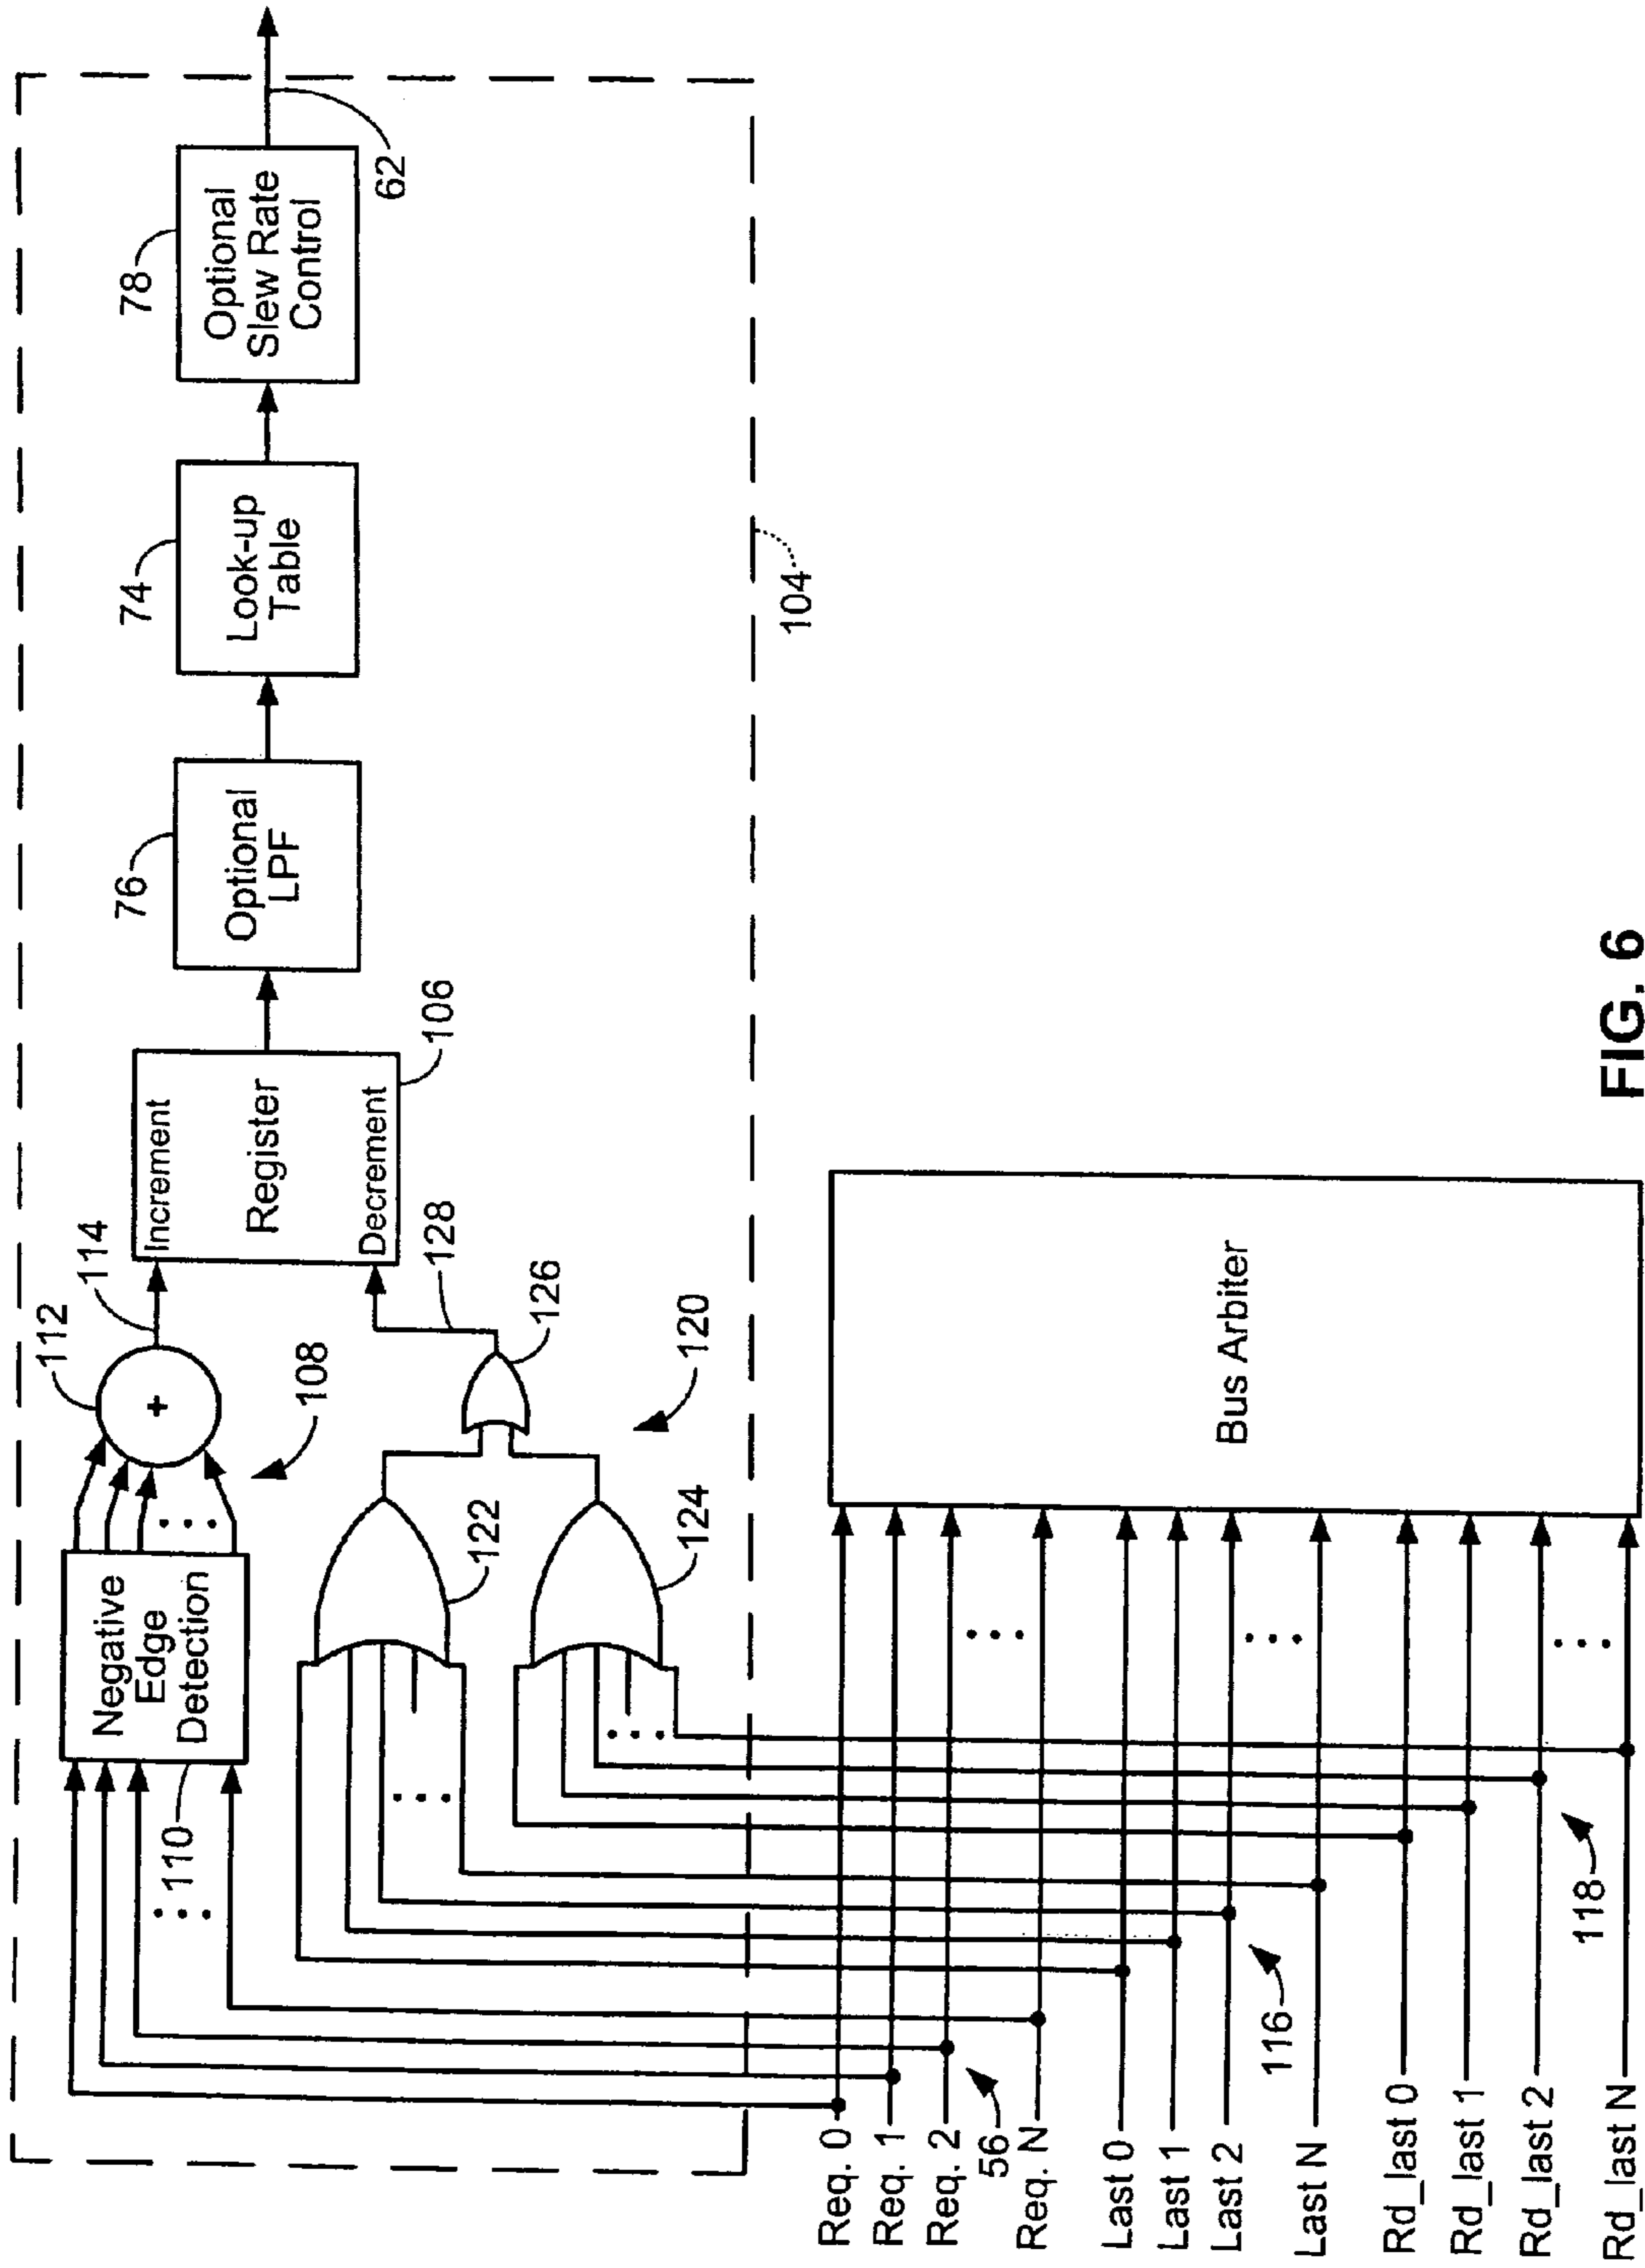 78
Optional
Slew Rate
Control
62
74
Look-up
Table
76
Optional
LPF
106
Increment
Register
Decrement
114
112
+
108
128
126
120
Negative
Edge
Detection
110
122
124
104
Bus Arbiter
Req. 0
Req. 1
Req. 2
56
Req. N
Last 0
Last 1
Last 2
116
Last N
Rd_last 0
Rd_last 1
Rd_last 2
118
Rd_last N
FIG. 6